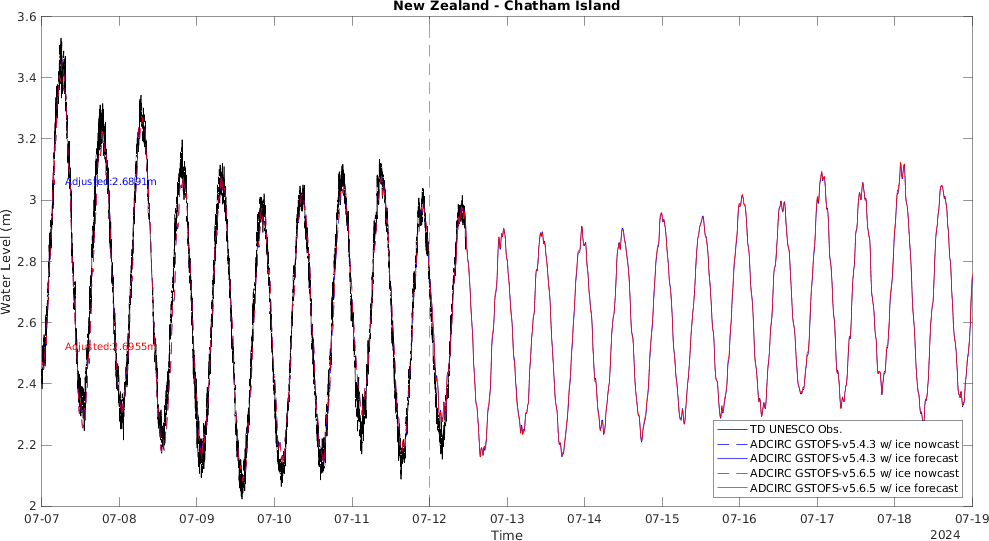 New Zealand - Chatham Island
3.6
3.4
3.2
3
2.8
2.6
2.4
2.2
2
Water Level (m)
Adjusted:2.6891m
Adjusted:2.6955m
TD UNESCO Obs.
ADCIRC GSTOFS-v5.4.3 w/ ice nowcast
ADCIRC GSTOFS-v5.4.3 w/ ice forecast
ADCIRC GSTOFS-v5.6.5 w/ ice nowcast
ADCIRC GSTOFS-v5.6.5 w/ ice forecast
07-07 07-08 07-09 07-10 07-11 07-12 07-13 07-14 07-15 07-16 07-17 07-18 07-19
Time
2024